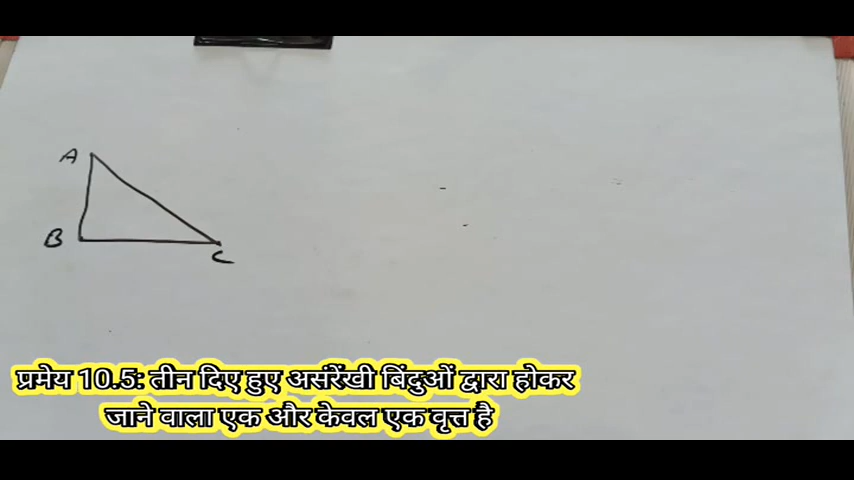 A
B
C
प्रमेय 10.5: तीन दिए हुए असंरेंखी बिंदुओं द्वारा होकर
जाने वाला एक और केवल एक वृत्त है